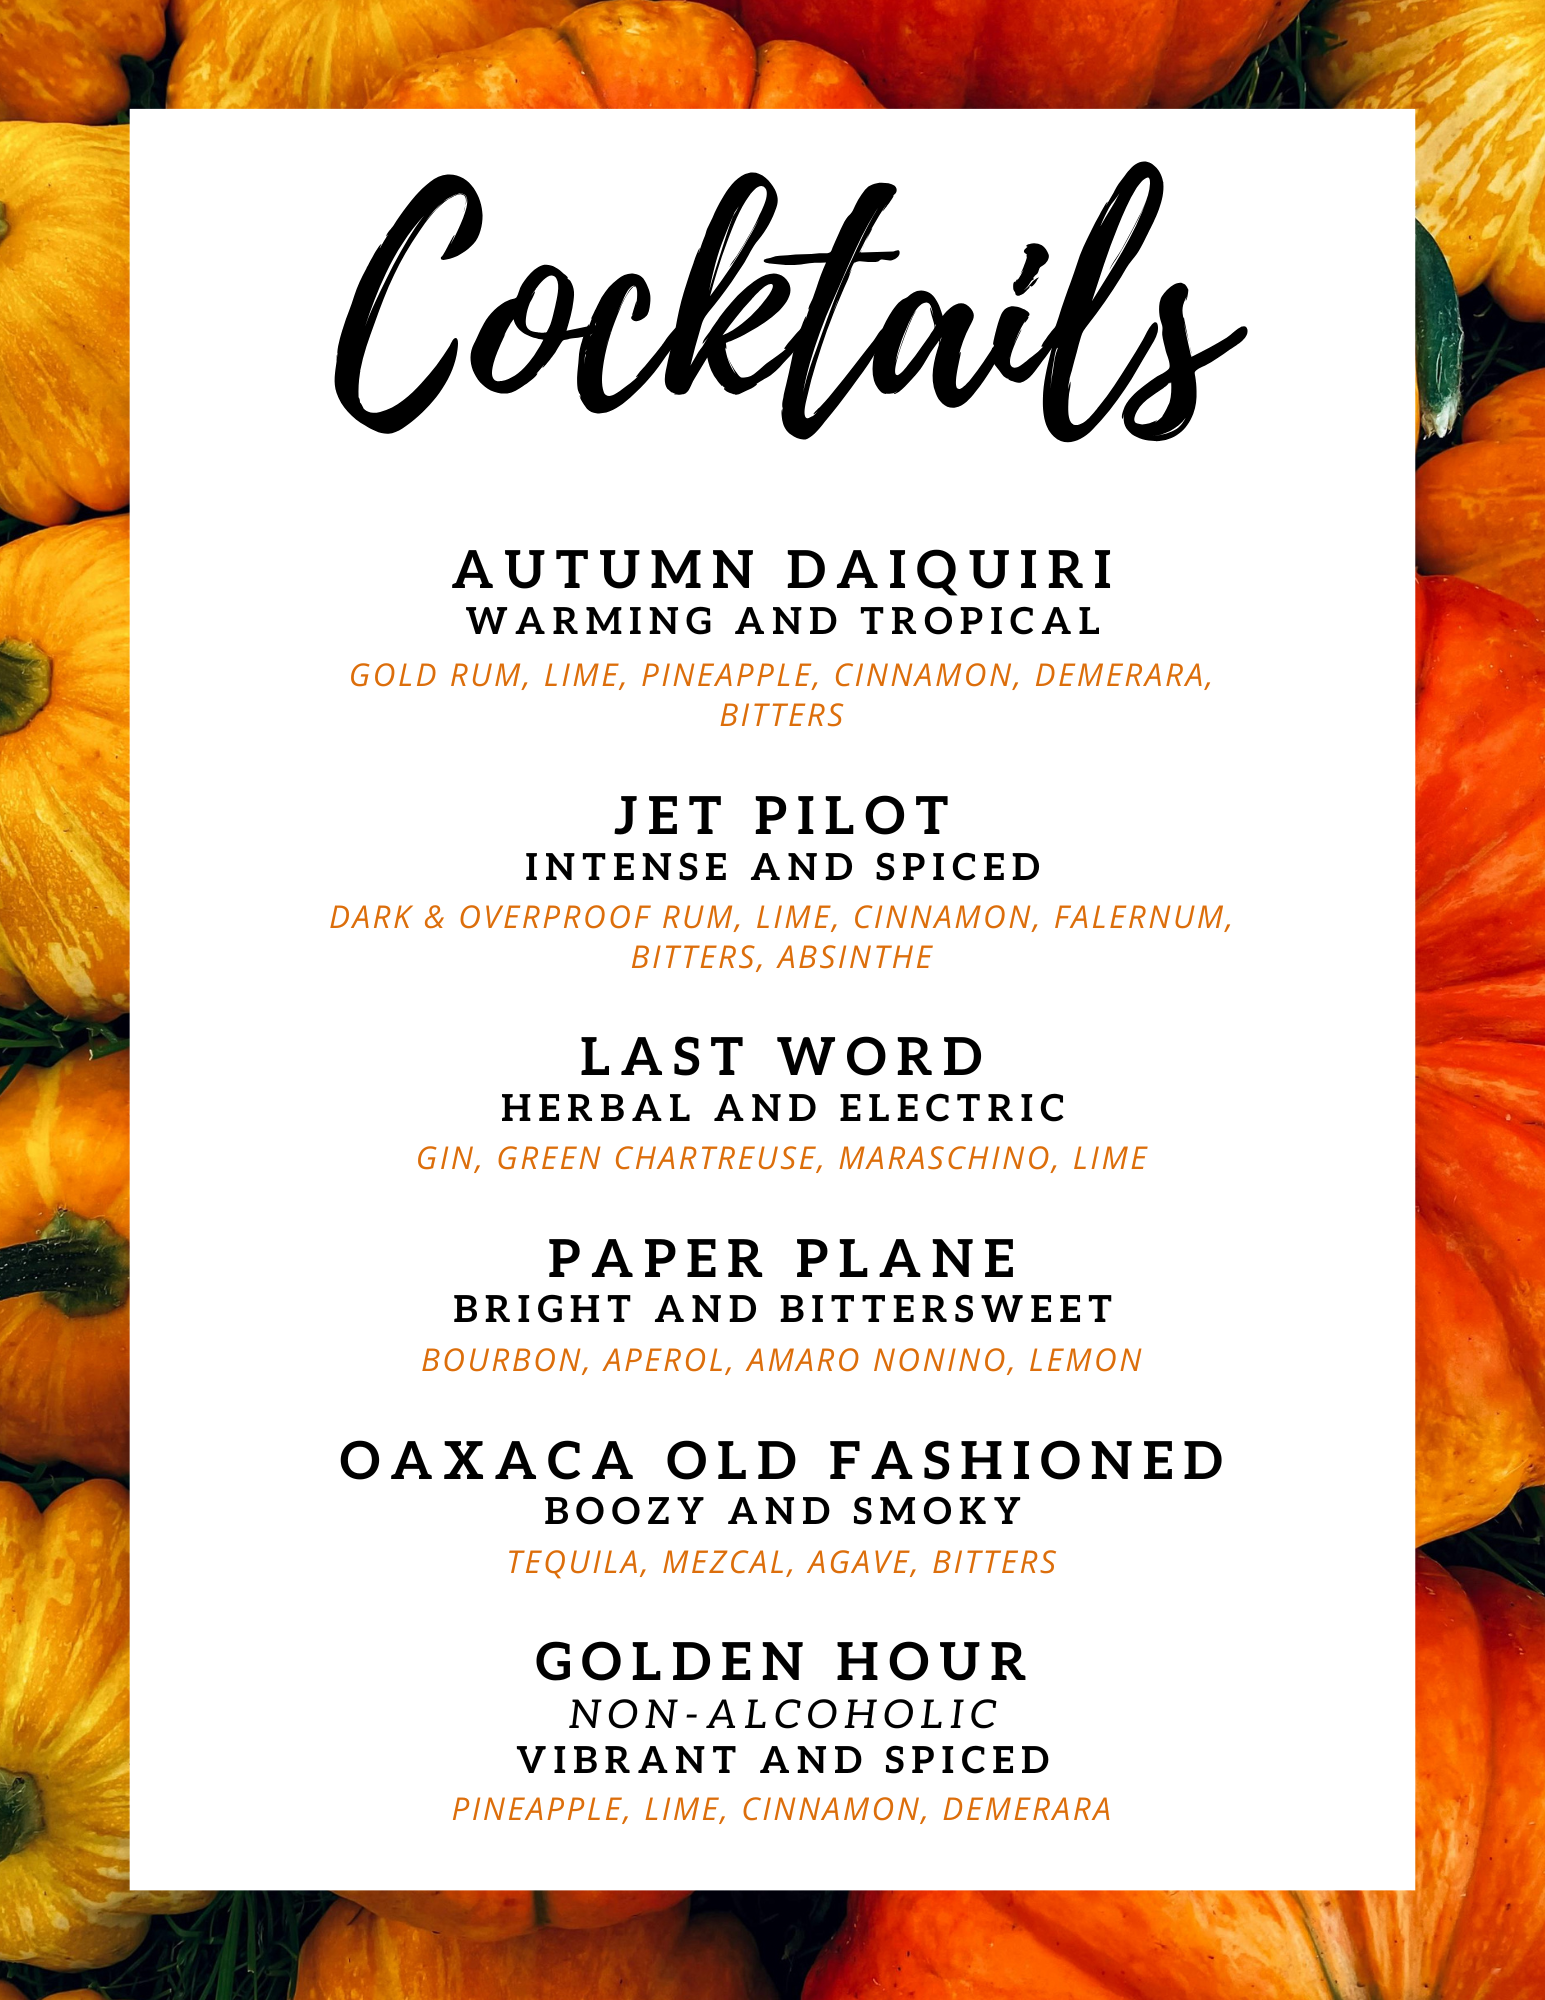 Cocktails
AUTUMN DAIQUIRI
WARMING AND TROPICAL
GOLD RUM, LIME, PINEAPPLE, CINNAMON, DEMERARA,
BITTERS
JET PILOT
INTENSE AND SPICED
DARK & OVERPROOF RUM, LIME, CINNAMON, FALERNUM,
BITTERS, ABSINTHE
LAST WORD
HERBAL AND ELECTRIC
GIN, GREEN CHARTREUSE, MARASCHINO, LIME
PAPER PLANE
BRIGHT AND BITTERSWEET
BOURBON, APEROL, AMARO NONINO, LEMON
OAXACA OLD FASHIONED
BOOZY AND SMOKY
TEQUILA, MEZCAL, AGAVE, BITTERS
GOLDEN HOUR
NON-ALCOHOLIC
VIBRANT AND SPICED
PINEAPPLE, LIME, CINNAMON, DEMERARA